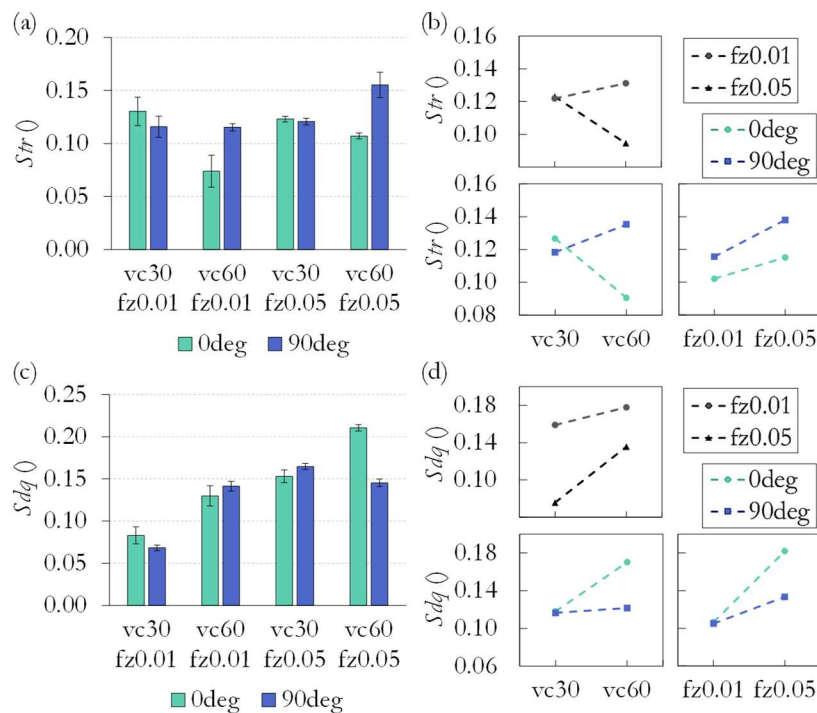 (a)
0.20
0.15
0.10
0.05
0.00
Str ()
vc30 vc60 vc30 vc60
fz0.01 fz0.01 fz0.05 fz0.05
0deg 90deg
(b)
0.16
0.14
0.12
0.10
Str ()
fz0.01
fz0.05
0deg
90deg
0.16
0.14
0.12
0.10
0.08
Str ()
vc30 vc60
fz0.01 fz0.05
(c)
0.25
0.20
0.15
0.10
0.05
0.00
Sdq ()
vc30 vc60 vc30 vc60
fz0.01 fz0.01 fz0.05 fz0.05
0deg 90deg
(d)
0.18
0.14
0.10
Sdq ()
fz0.01
fz0.05
0deg
90deg
0.18
0.14
0.10
0.06
Sdq ()
vc30 vc60
fz0.01 fz0.05